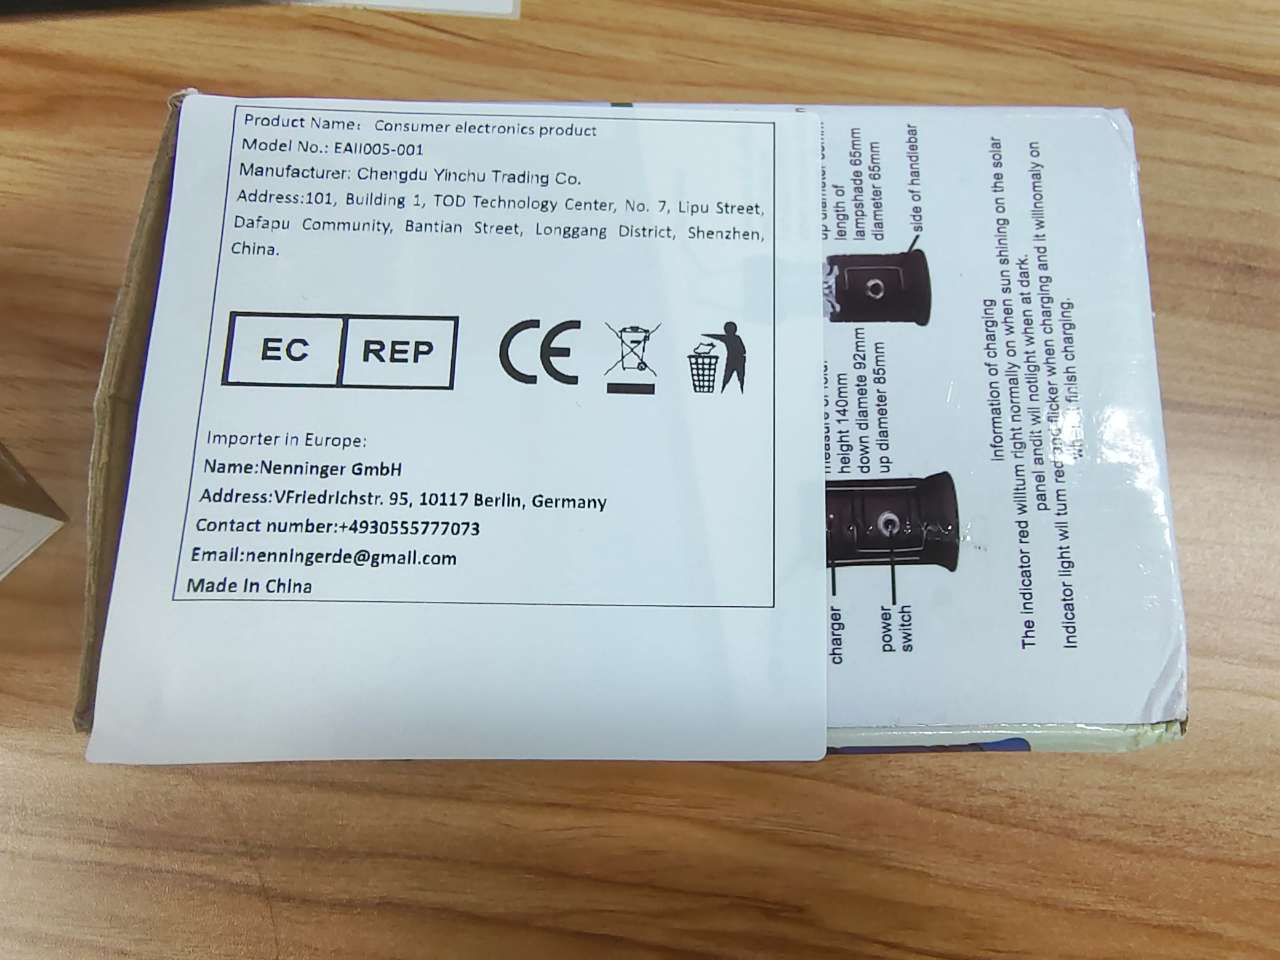 Product Name: Consumer electronics product
Model No.: EAII005-001
Manufacturer: Chengdu Yinchu Trading Co.
Address:101, Building 1, TOD Technology Center, No. 7, Lipu Street,
Dafapu Community, Bantian Street, Longgang District, Shenzhen,
China.
EC REP
CE
Importer in Europe:
Name:Nenninger GmbH
Address:VFriedrichstr. 95, 10117 Berlin, Germany
Contact number:+4930555777073
Email:nenningerde@gmail.com
Made In China
length of
lampshade 65mm
diameter 65mm
side of handlebar
height 140mm
down diamete 92mm
up diameter 85mm
charger
power
switch
Information of charging
The indicator red willtum right normally on when sun shining on the solar
panel andit wil notlight when at dark.
Indicator light wil tum red and flicker when charging and it willnomaly on
finish charging.